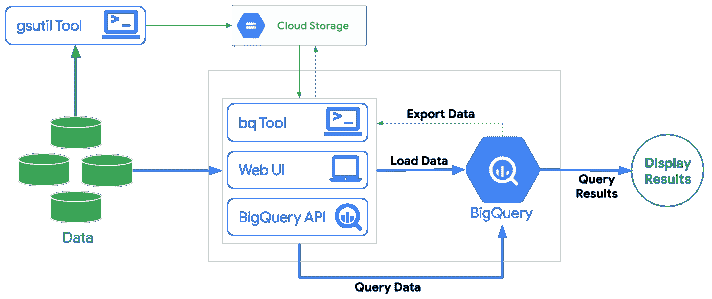 gsutil Tool
Cloud Storage
bq Tool
Export Data
Web UI
Load Data
BigQuery API
BigQuery
Query
Results
Display
Results
Data
Query Data